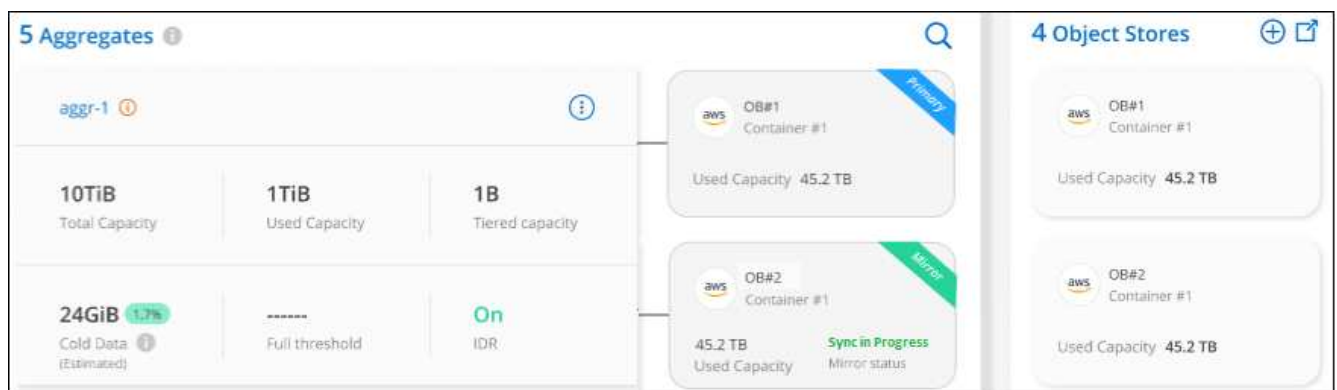 5 Aggregates
aggr-1
10TiB
Total Capacity
1TiB
Used Capacity
1B
Tiered capacity
24GiB 1.7%
Cold Data
(Estimated)
------
Full threshold
On
IDR
Primary
aws
OB#1
Container #1
Used Capacity 45.2 TB
Mirror
aws
OB#2
Container #1
45.2 TB
Used Capacity
Sync in Progress
Mirror status
4 Object Stores
aws
OB#1
Container #1
Used Capacity 45.2 TB
aws
OB#2
Container #1
Used Capacity 45.2 TB